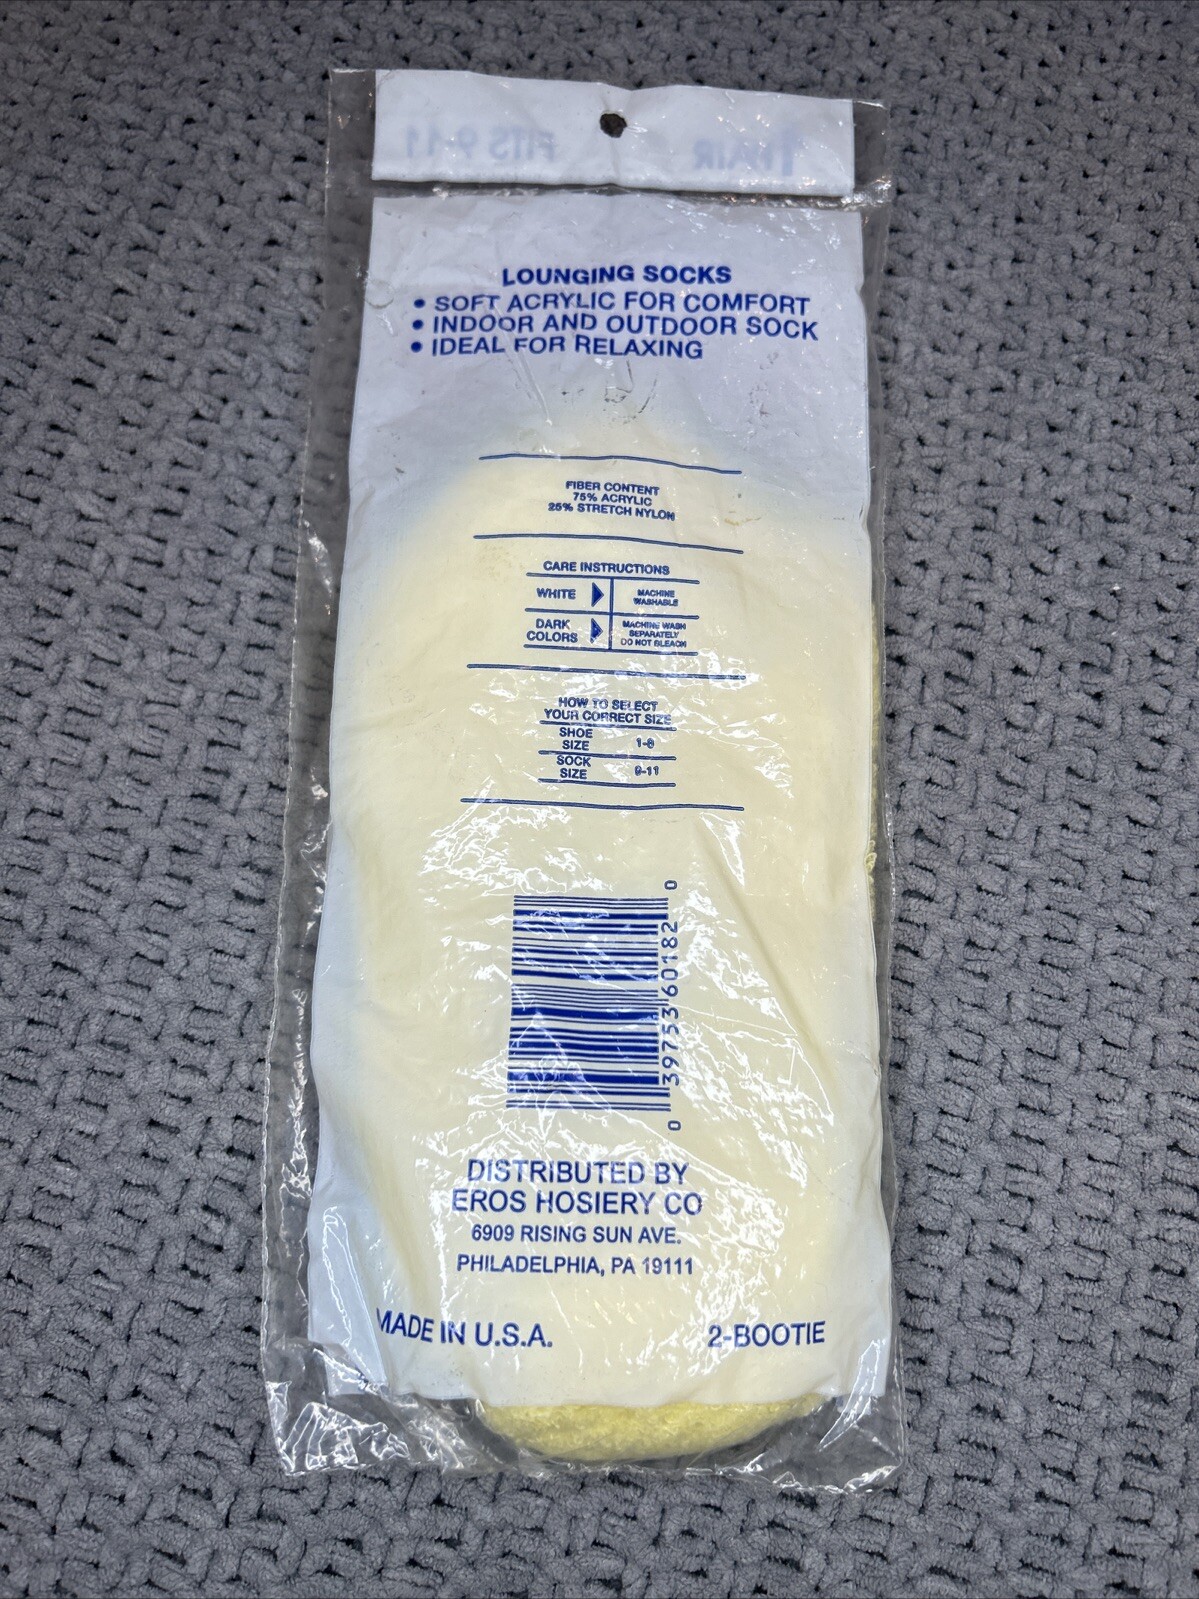 1 PAIR FITS 9-11
LOUNGING SOCKS
• SOFT ACRYLIC FOR COMFORT
• INDOOR AND OUTDOOR SOCK
• IDEAL FOR RELAXING
FIBER CONTENT
75% ACRYLIC
25% STRETCH NYLON
CARE INSTRUCTIONS
WHITE MACHINE WASHABLE
DARK COLORS MACHINE WASH SEPARATELY DO NOT BLEACH
HOW TO SELECT
YOUR CORRECT SIZE
SHOE SIZE
SOCK SIZE 9-11
0 39753 60182 0
DISTRIBUTED BY
EROS HOSIERY CO
6909 RISING SUN AVE.
PHILADELPHIA, PA 19111
MADE IN U.S.A. 2-BOOTIE